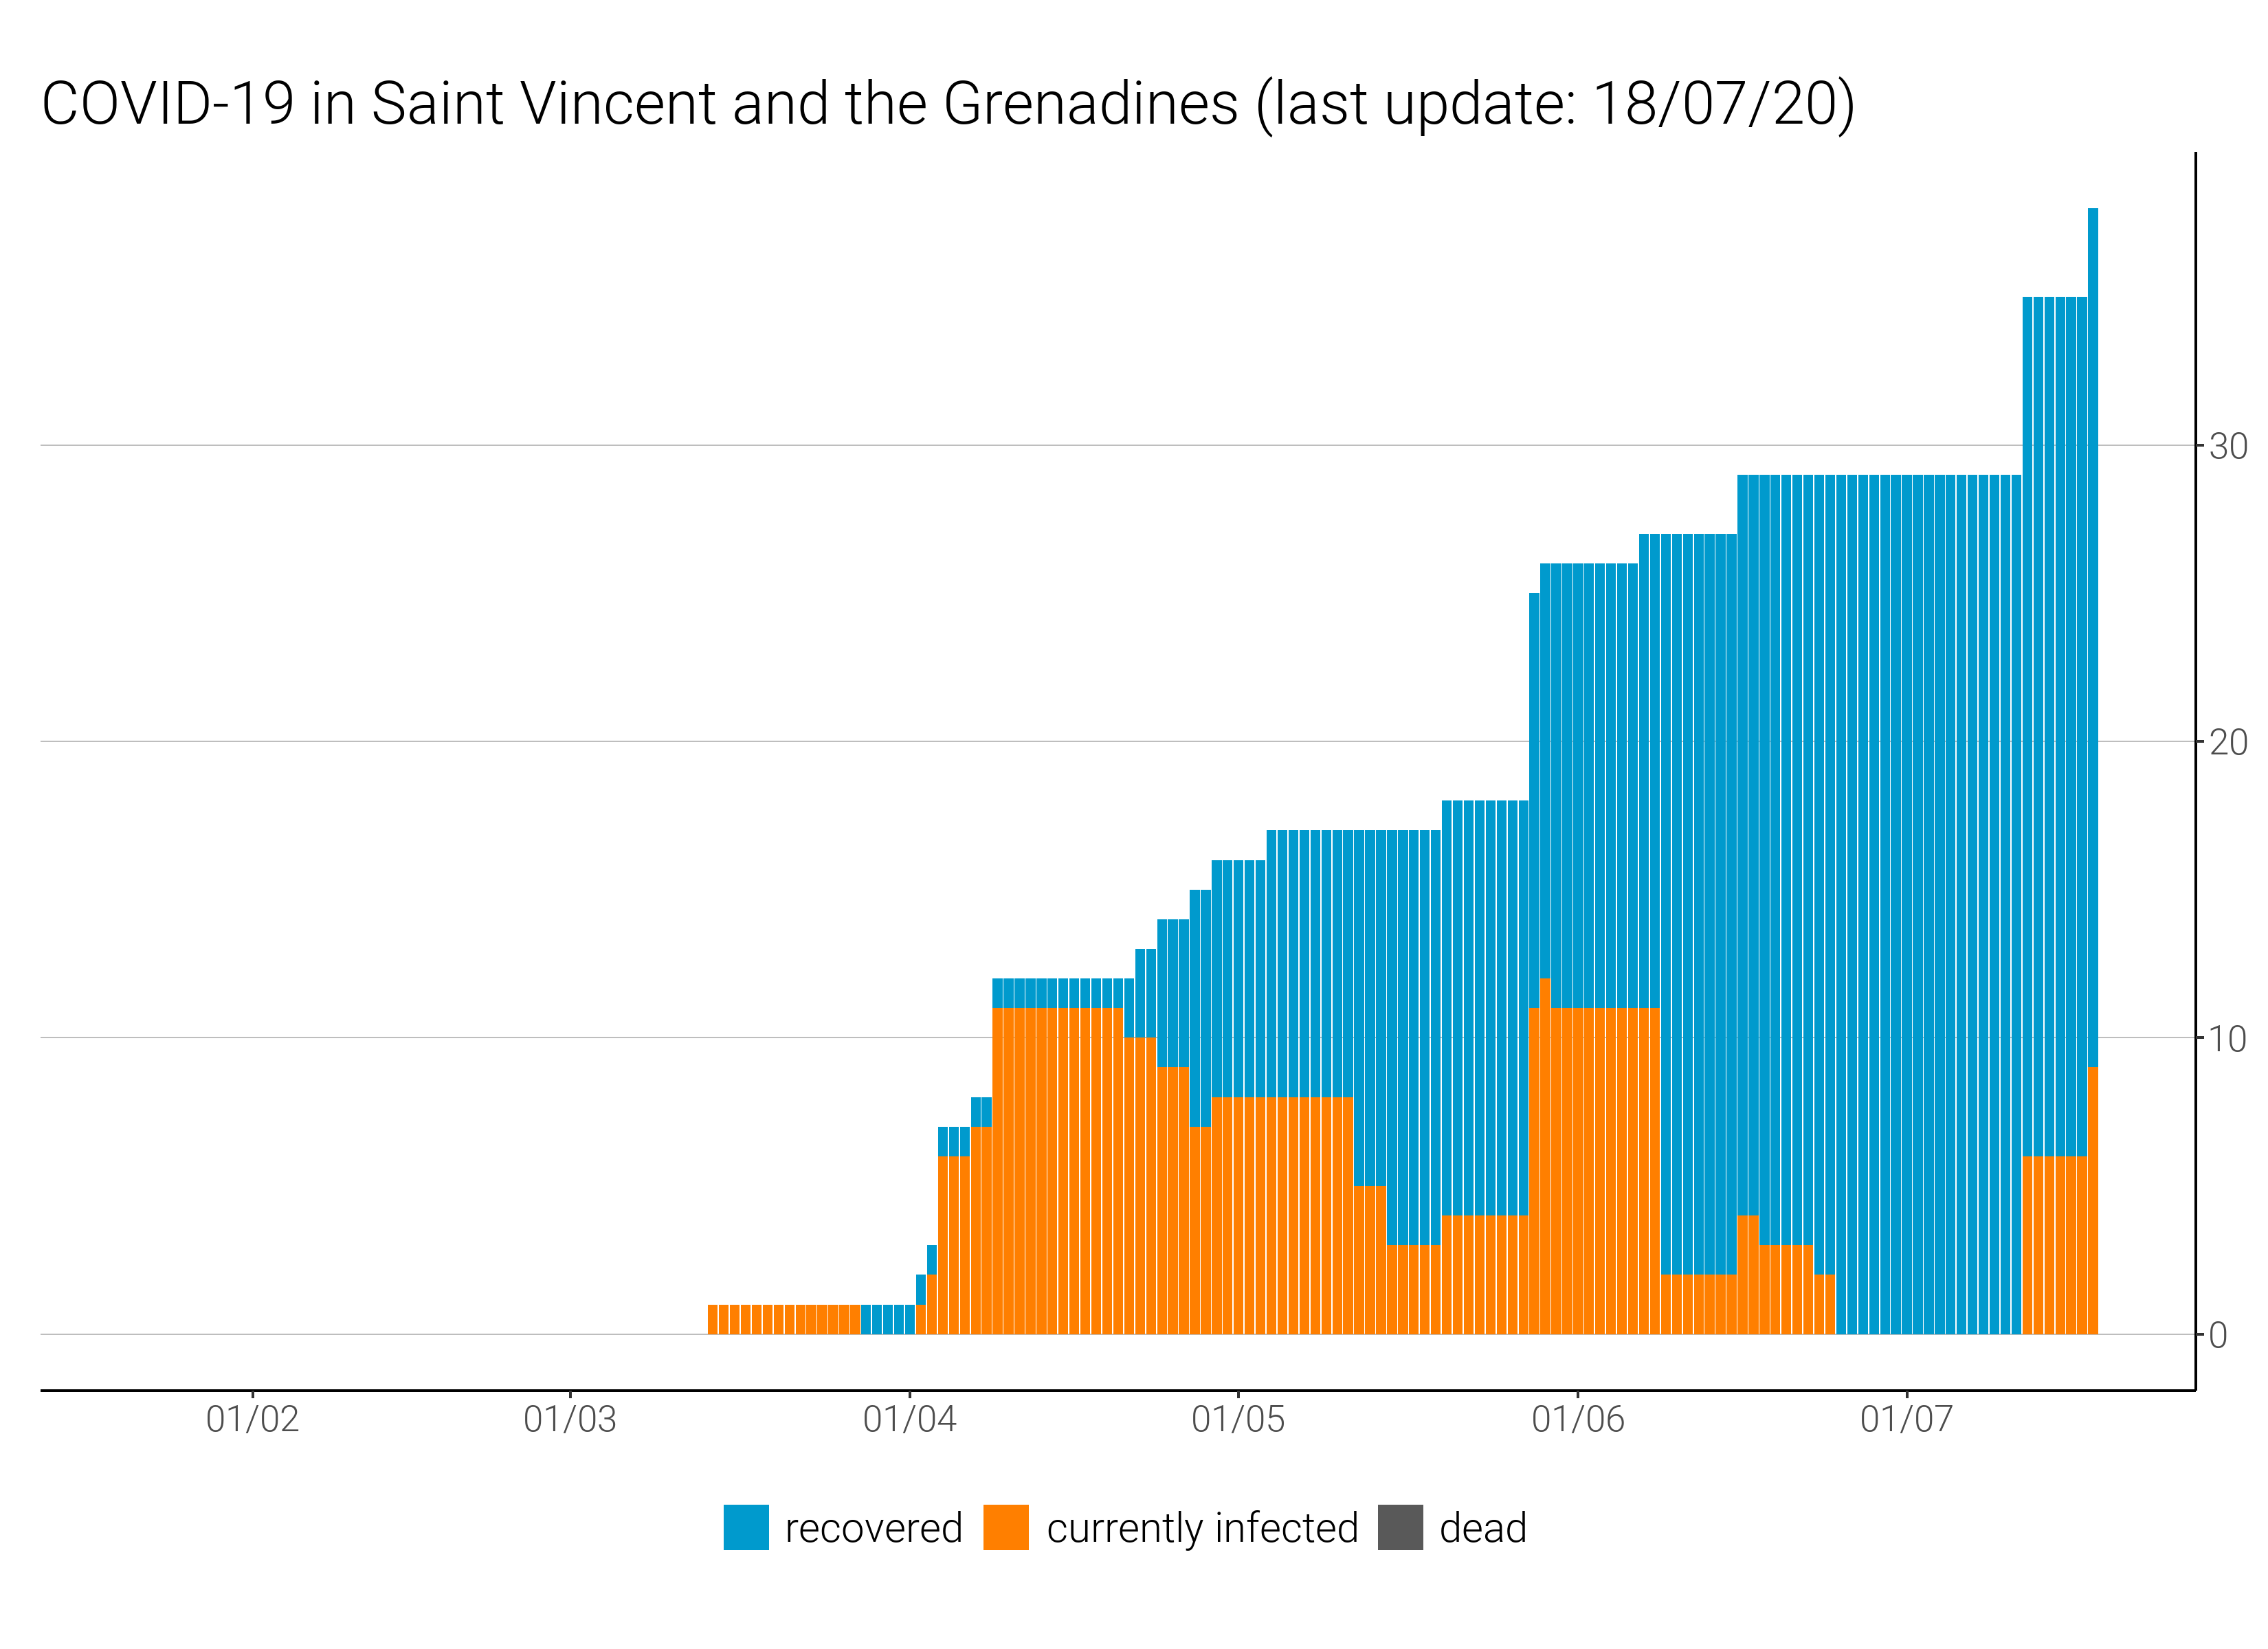 COVID-19 in Saint Vincent and the Grenadines (last update: 18/07/20)
30
20
10
0
01/02 01/03 01/04 01/05 01/06 01/07
recovered currently infected dead